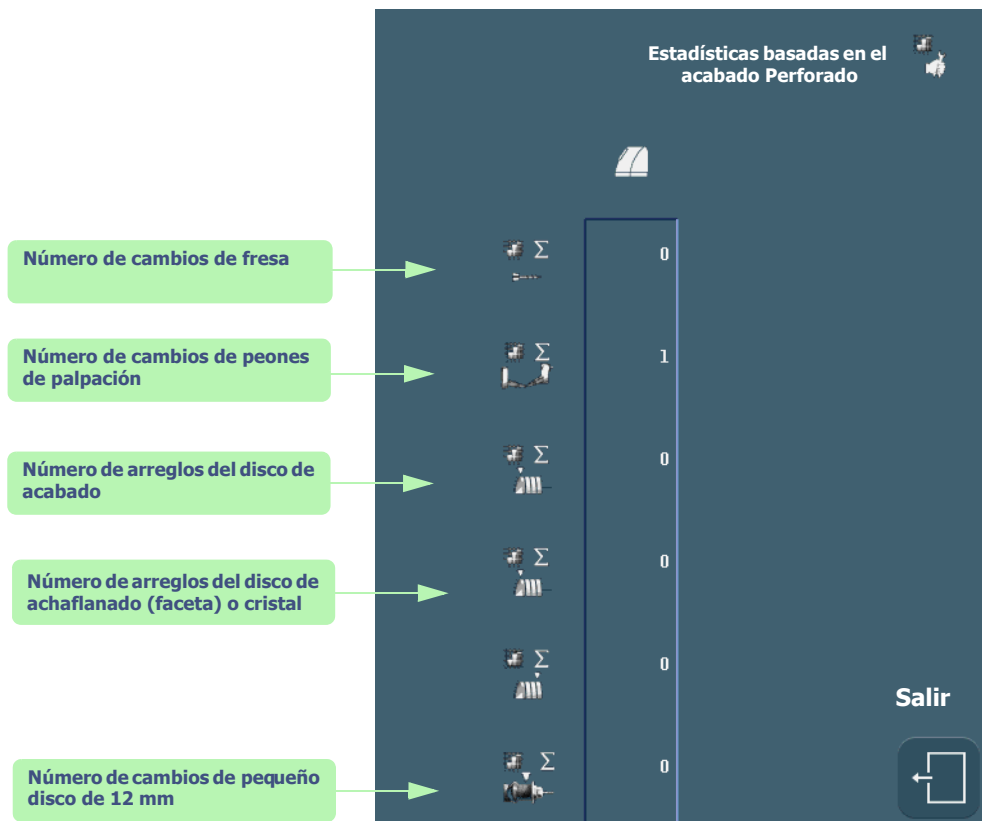 Estadísticas basadas en el
acabado Perforado
Número de cambios de fresa
Σ 0
Número de cambios de peones
de palpación
Σ 1
Número de arreglos del disco de
acabado
Σ 0
Número de arreglos del disco de
achaflanado (faceta) o cristal
Σ 0
Σ 0
Salir
Número de cambios de pequeño
disco de 12 mm
Σ 0